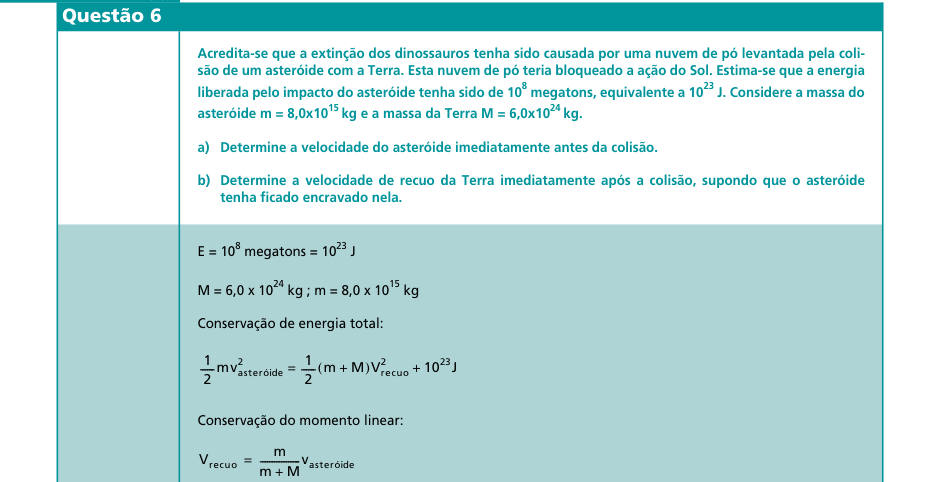 Questão 6
Acredita-se que a extinção dos dinossauros tenha sido causada por uma nuvem de pó levantada pela coli-
são de um asteróide com a Terra. Esta nuvem de pó teria bloqueado a ação do Sol. Estima-se que a energia
liberada pelo impacto do asteróide tenha sido de 10⁸ megatons, equivalente a 10²³ J. Considere a massa do
asteróide m = 8,0x10¹⁵ kg e a massa da Terra M = 6,0x10²⁴ kg.
a) Determine a velocidade do asteróide imediatamente antes da colisão.
b) Determine a velocidade de recuo da Terra imediatamente após a colisão, supondo que o asteróide
tenha ficado encravado nela.
E = 10⁸ megatons = 10²³ J
M = 6,0 x 10²⁴ kg ; m = 8,0 x 10¹⁵ kg
Conservação de energia total:
1/2 mv²asteróide = 1/2 (m + M)V²recuo + 10²³J
Conservação do momento linear:
Vrecuo = m/(m + M) vasteróide